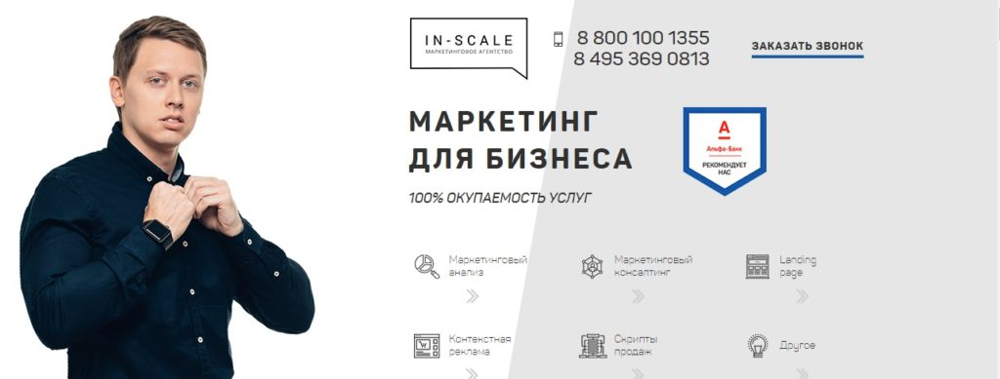 IN-SCALE
МАРКЕТИНГОВОЕ АГЕНТСТВО
8 800 100 1355
8 495 369 0813
ЗАКАЗАТЬ ЗВОНОК
МАРКЕТИНГ
ДЛЯ БИЗНЕСА
100% ОКУПАЕМОСТЬ УСЛУГ
А
Альфа·Банк
РЕКОМЕНДУЕТ
НАС
Маркетинговый
анализ
Маркетинговый
консалтинг
Landing
page
Контекстная
реклама
Скрипты
продаж
Другое